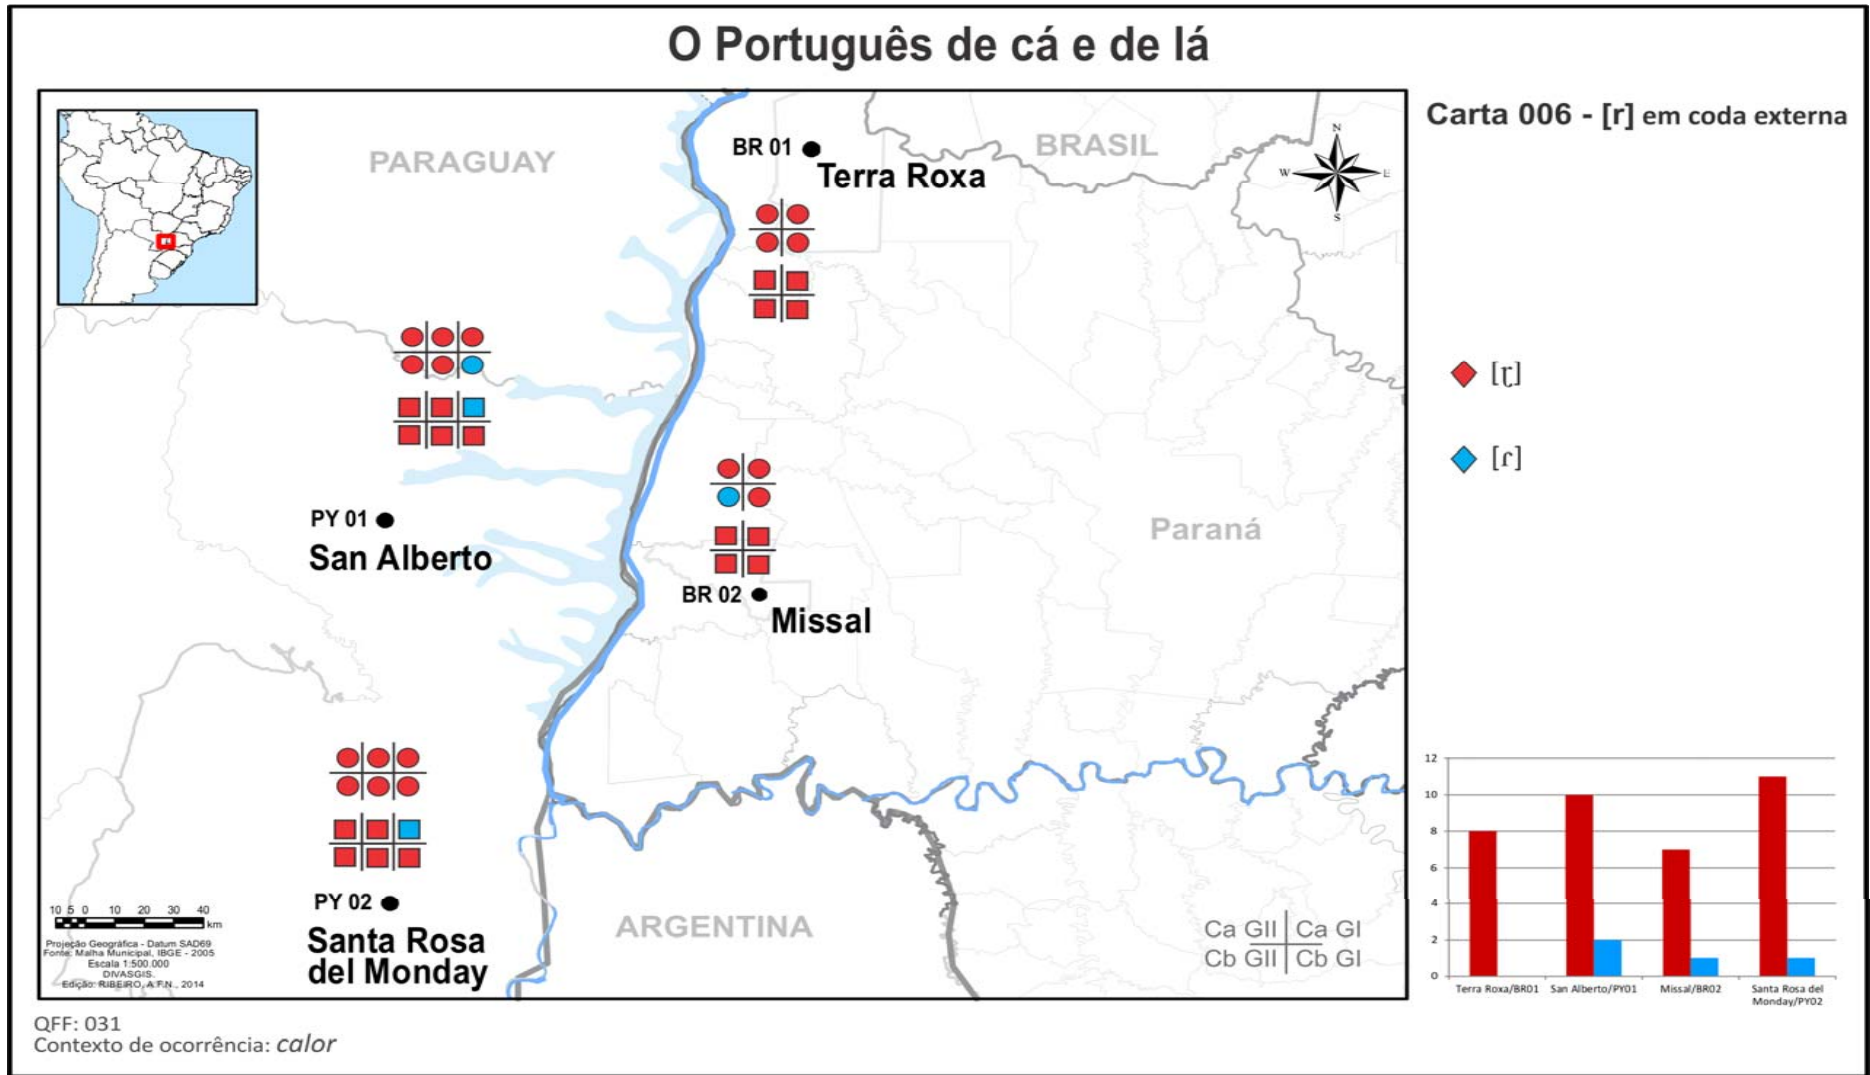 O Português de cá e de lá
Carta 006 - [r] em coda externa
PARAGUAY
BRASIL
BR 01
Terra Roxa
N
W
E
S
[ɽ]
[ɾ]
PY 01
San Alberto
Paraná
BR 02
Missal
PY 02
Santa Rosa
del Monday
ARGENTINA
Ca GII Ca GI
Cb GII Cb GI
10 5 0 10 20 30 40
km
Projeção Geográfica - Datum SAD69
Fonte: Malha Municipal, IBGE - 2005
Escala 1:500.000
DIVASGIS.
Edição: RIBEIRO, A.F.N., 2014
12
10
8
6
4
2
0
Terra Roxa/BR01 San Alberto/PY01 Missal/BR02 Santa Rosa del
Monday/PY02
QFF: 031
Contexto de ocorrência: calor